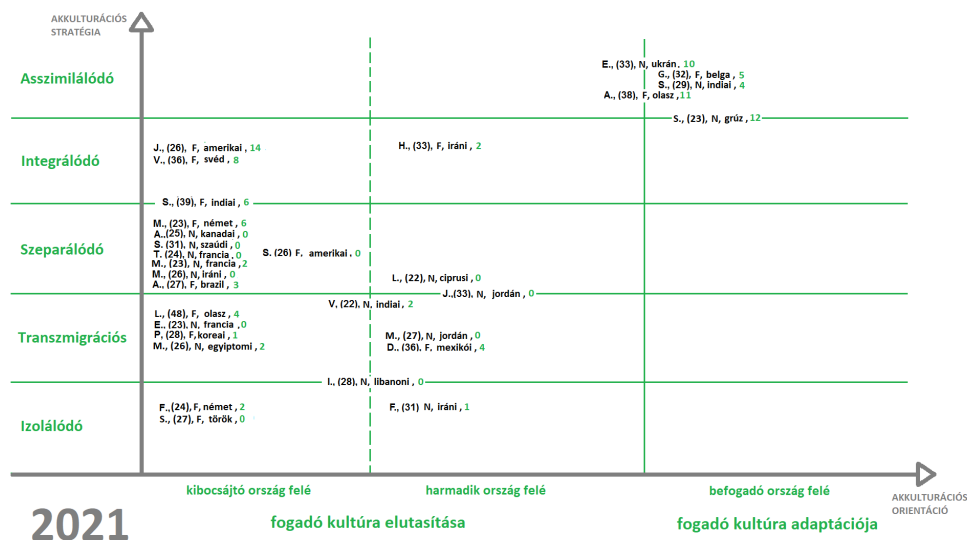 AKKULTURÁCIÓS
STRATÉGIA
Asszimilálódó
E., (33), N, ukrán, 10
G., (32), F, belga, 5
S., (29), N, indiai, 4
A., (38), F, olasz, 11
S., (23), N, grúz, 12
Integrálódó
J., (26), F, amerikai, 14
V., (36), F, svéd, 8
H., (33), F, iráni, 2
S., (39), F, indiai, 6
Szeparálódó
M., (23), F, német, 6
A., (25), N, kanadai, 0
S. (31) N, szaúdi, 0
T. (24) N, francia, 0
M., (23), N, francia, 2
M., (26) N, iráni, 0
A., (27) F, brazil, 3
S. (26) F, amerikai, 0
L., (22), N, ciprusi, 0
J., (33), N, jordán, 0
Transzmigrációs
V, (22), N, indiai, 2
L., (48), F, olasz, 4
E., (23) N, francia, 0
P., (28), F, koreai, 1
M., (26), N, egyiptomi, 2
M., (27), N, jordán, 0
D., (36), F, mexikói, 4
I., (28), N, libanoni, 0
Izolálódó
F., (24), F, német, 2
S., (27), F, török, 0
F., (31) N, iráni, 1
kibocsájtó ország felé
harmadik ország felé
befogadó ország felé
AKKULTURÁCIÓS
ORIENTÁCIÓ
2021
fogadó kultúra elutasítása
fogadó kultúra adaptációja